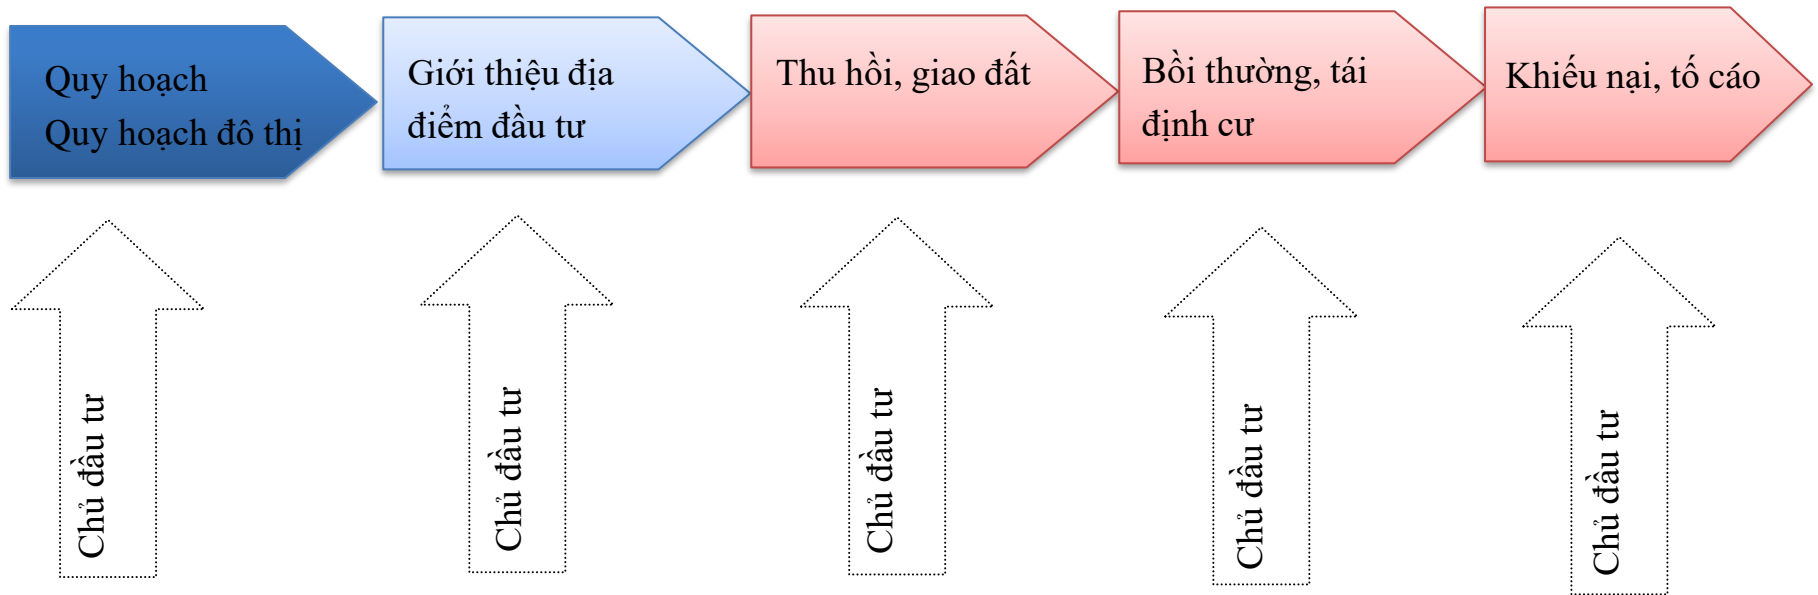 Quy hoạch
Quy hoạch đô thị
Giới thiệu địa
điểm đầu tư
Thu hồi, giao đất
Bồi thường, tái
định cư
Khiếu nại, tố cáo
Chủ đầu tư
Chủ đầu tư
Chủ đầu tư
Chủ đầu tư
Chủ đầu tư